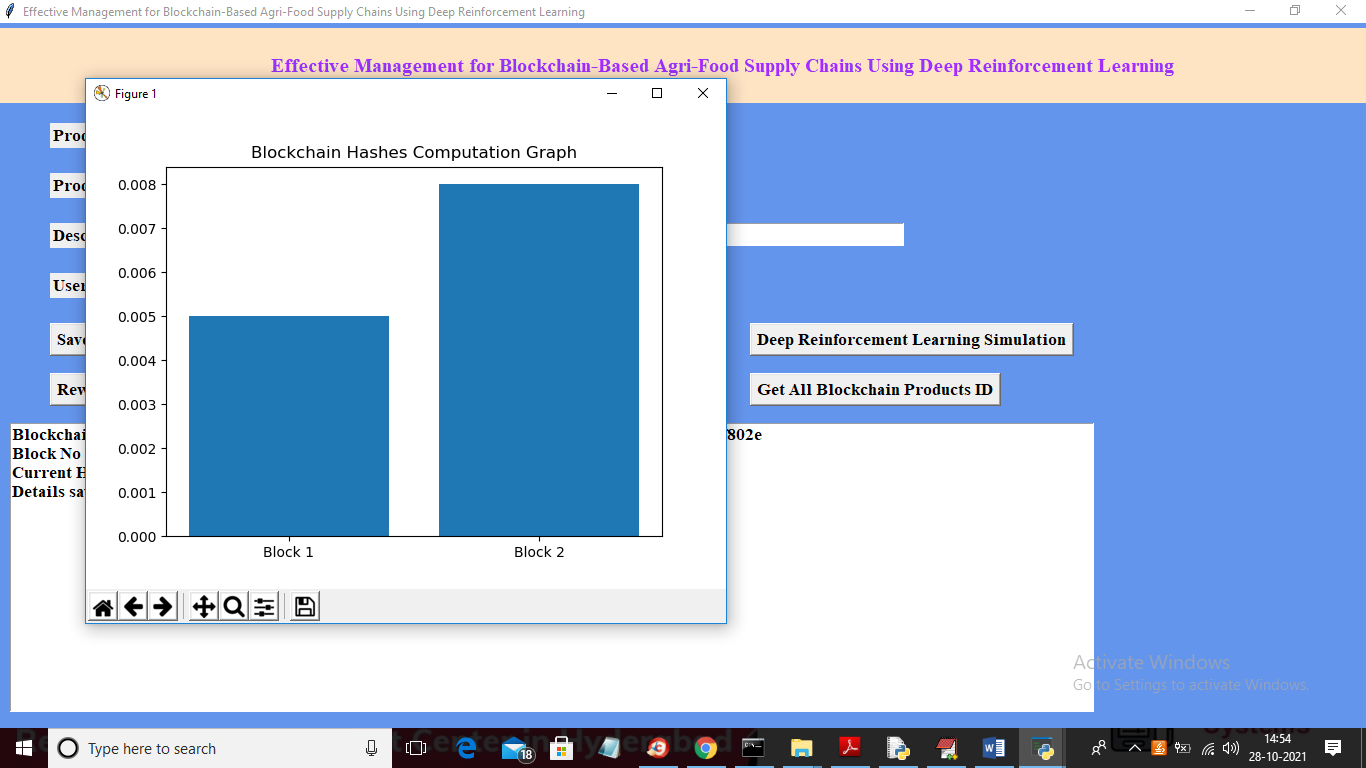 Effective Management for Blockchain-Based Agri-Food Supply Chains Using Deep Reinforcement Learning
Effective Management for Blockchain-Based Agri-Food Supply Chains Using Deep Reinforcement Learning
Figure 1
Blockchain Hashes Computation Graph
0.008
0.007
0.006
0.005
0.004
0.003
0.002
0.001
0.000
Block 1 Block 2
Deep Reinforcement Learning Simulation
Get All Blockchain Products ID
802e
Block No
Current
Details
Activate Windows
Go to Settings to activate Windows.
Type here to search
18
14:54
28-10-2021